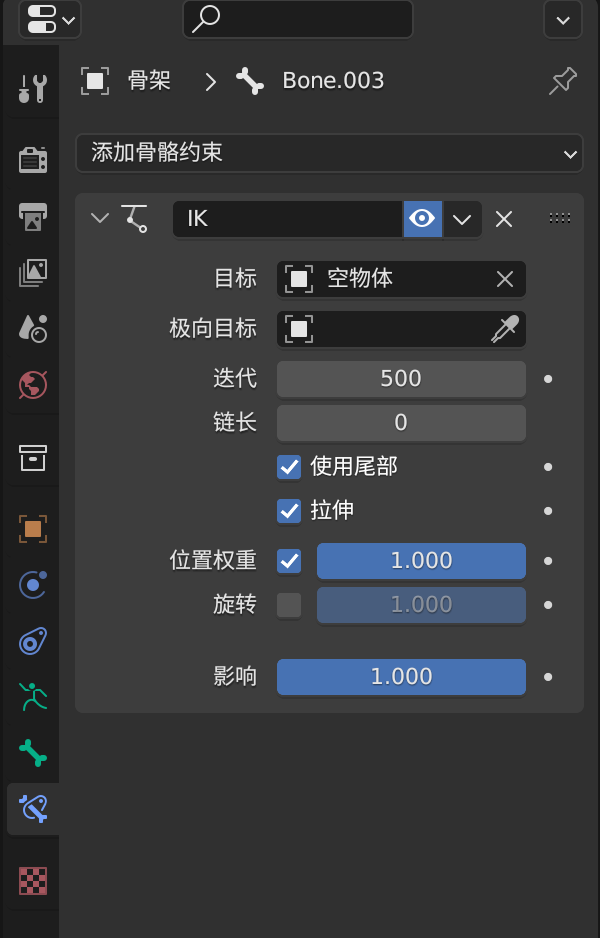 骨架 Bone.003
添加骨骼约束
IK
目标 空物体
极向目标
迭代 500
链长 0
使用尾部
拉伸
位置权重 1.000
旋转 1.000
影响 1.000